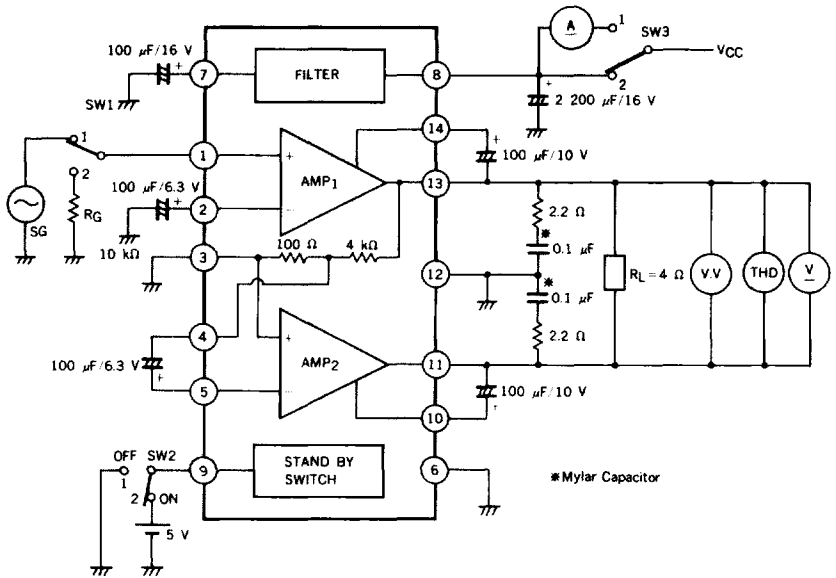 A
1
SW3
VCC
2
2 200 μF/16 V
100 μF/16 V
+
7
FILTER
8
+
SW1
1
2
SG
RG
1
+
AMP1
−
14
100 μF/10 V
+
13
100 μF/6.3 V
+
2
10 kΩ
3
100 Ω
4 kΩ
2.2 Ω
※
0.1 μF
12
※
0.1 μF
2.2 Ω
RL = 4 Ω
V.V
THD
V
4
100 μF/6.3 V
+
5
+
AMP2
−
11
100 μF/10 V
+
10
OFF
SW2
1
2
ON
5 V
9
STAND BY
SWITCH
6
※Mylar Capacitor